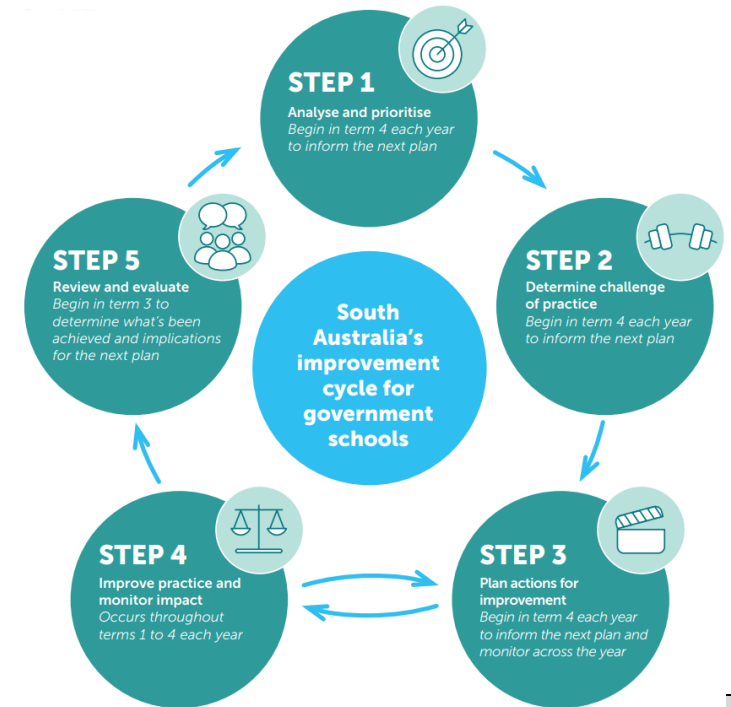 STEP 1
Analyse and prioritise
Begin in term 4 each year
to inform the next plan
STEP 2
Determine challenge
of practice
Begin in term 4 each year
to inform the next plan
STEP 3
Plan actions for
improvement
Begin in term 4 each year
to inform the next plan and
monitor across the year
STEP 4
Improve practice and
monitor impact
Occurs throughout
terms 1 to 4 each year
STEP 5
Review and evaluate
Begin in term 3 to
determine what's been
achieved and implications
for the next plan
South
Australia's
improvement
cycle for
government
schools